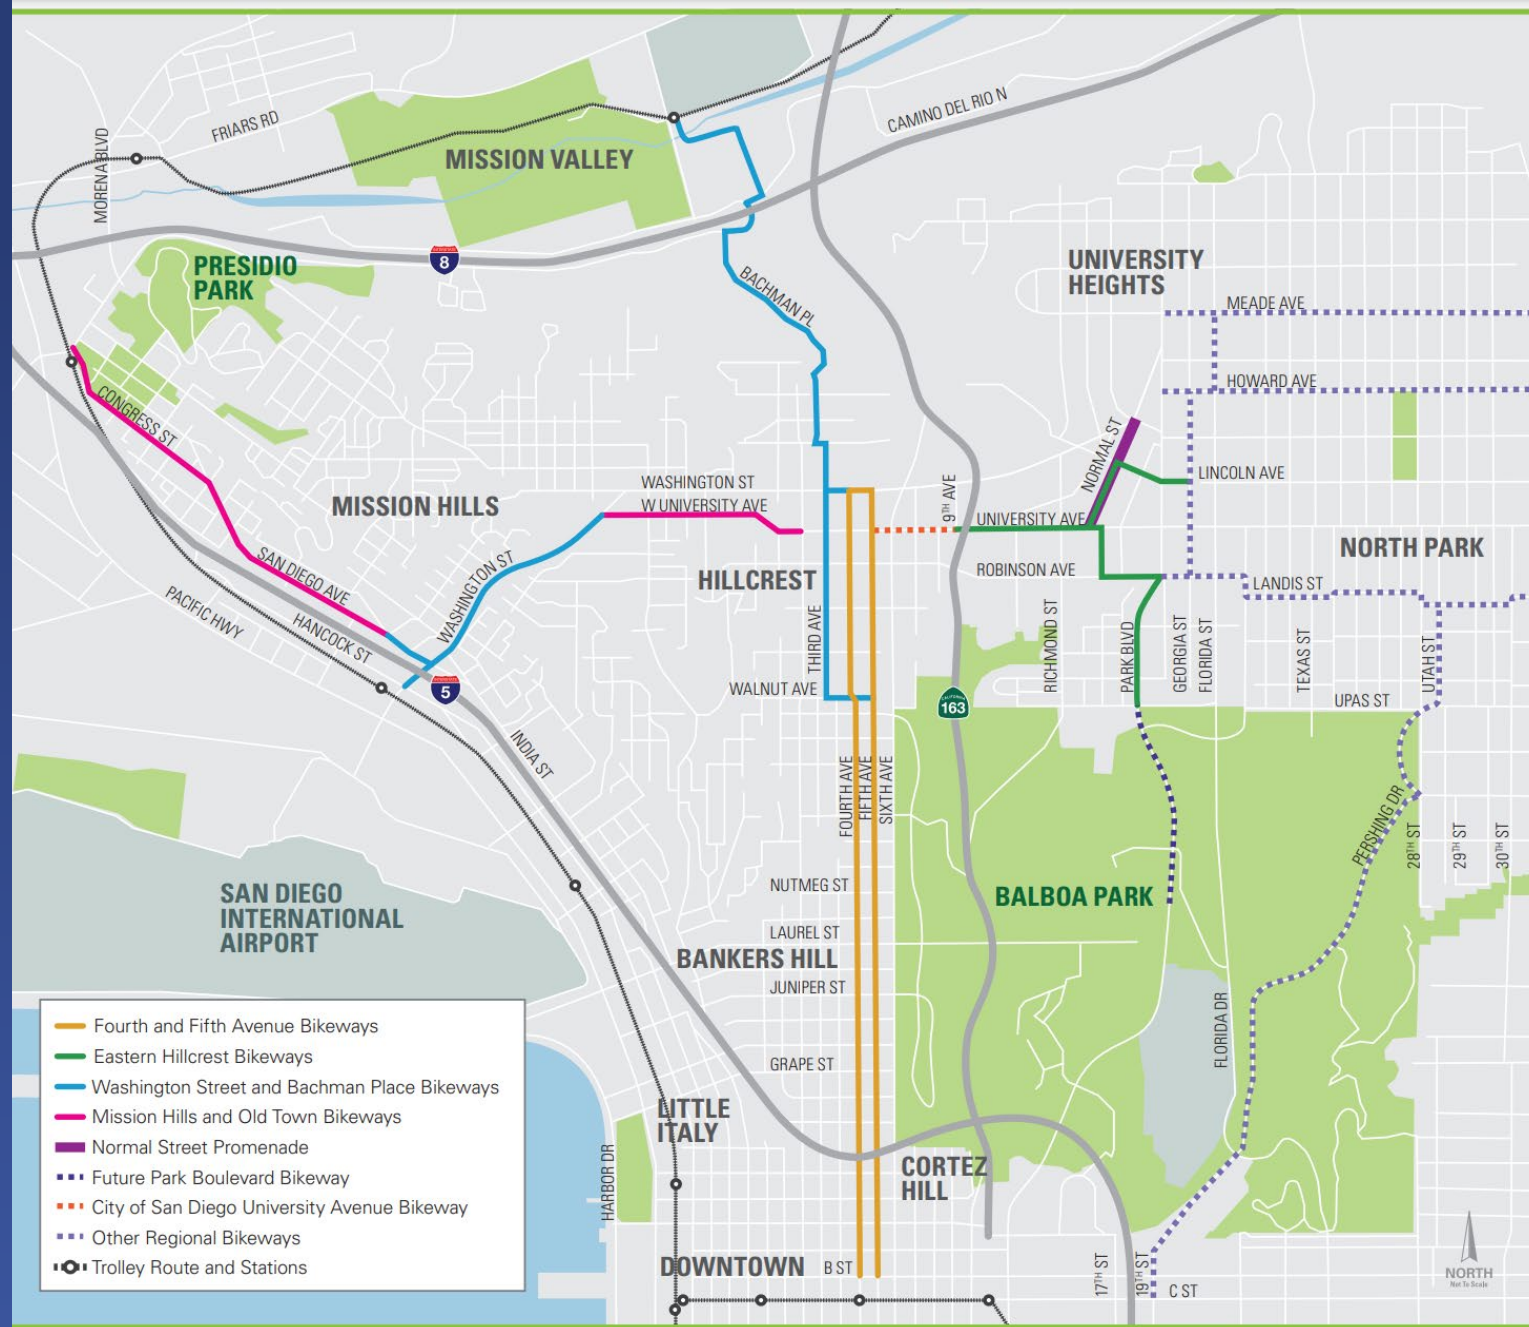 FRIARS RD
CAMINO DEL RIO N
MORENA BLVD
MISSION VALLEY
PRESIDIO
PARK
INTERSTATE
8
UNIVERSITY
HEIGHTS
BACHMAN PL
MEADE AVE
HOWARD AVE
CONGRESS ST
NORMAL ST
LINCOLN AVE
WASHINGTON ST
W UNIVERSITY AVE
9TH AVE
MISSION HILLS
UNIVERSITY AVE
NORTH PARK
SAN DIEGO AVE
WASHINGTON ST
HILLCREST
ROBINSON AVE
LANDIS ST
PACIFIC HWY
HANCOCK ST
THIRD AVE
RICHMOND ST
PARK BLVD
GEORGIA ST
FLORIDA ST
TEXAS ST
UTAH ST
INTERSTATE
5
WALNUT AVE
CALIFORNIA
163
UPAS ST
INDIA ST
FOURTH AVE
FIFTH AVE
SIXTH AVE
PERSHING DR
28TH ST
29TH ST
30TH ST
NUTMEG ST
BALBOA PARK
SAN DIEGO
INTERNATIONAL
AIRPORT
LAUREL ST
BANKERS HILL
JUNIPER ST
FLORIDA DR
GRAPE ST
LITTLE
ITALY
HARBOR DR
CORTEZ
HILL
DOWNTOWN
B ST
17TH ST
19TH ST
C ST
NORTH
Not To Scale
Fourth and Fifth Avenue Bikeways
Eastern Hillcrest Bikeways
Washington Street and Bachman Place Bikeways
Mission Hills and Old Town Bikeways
Normal Street Promenade
Future Park Boulevard Bikeway
City of San Diego University Avenue Bikeway
Other Regional Bikeways
Trolley Route and Stations